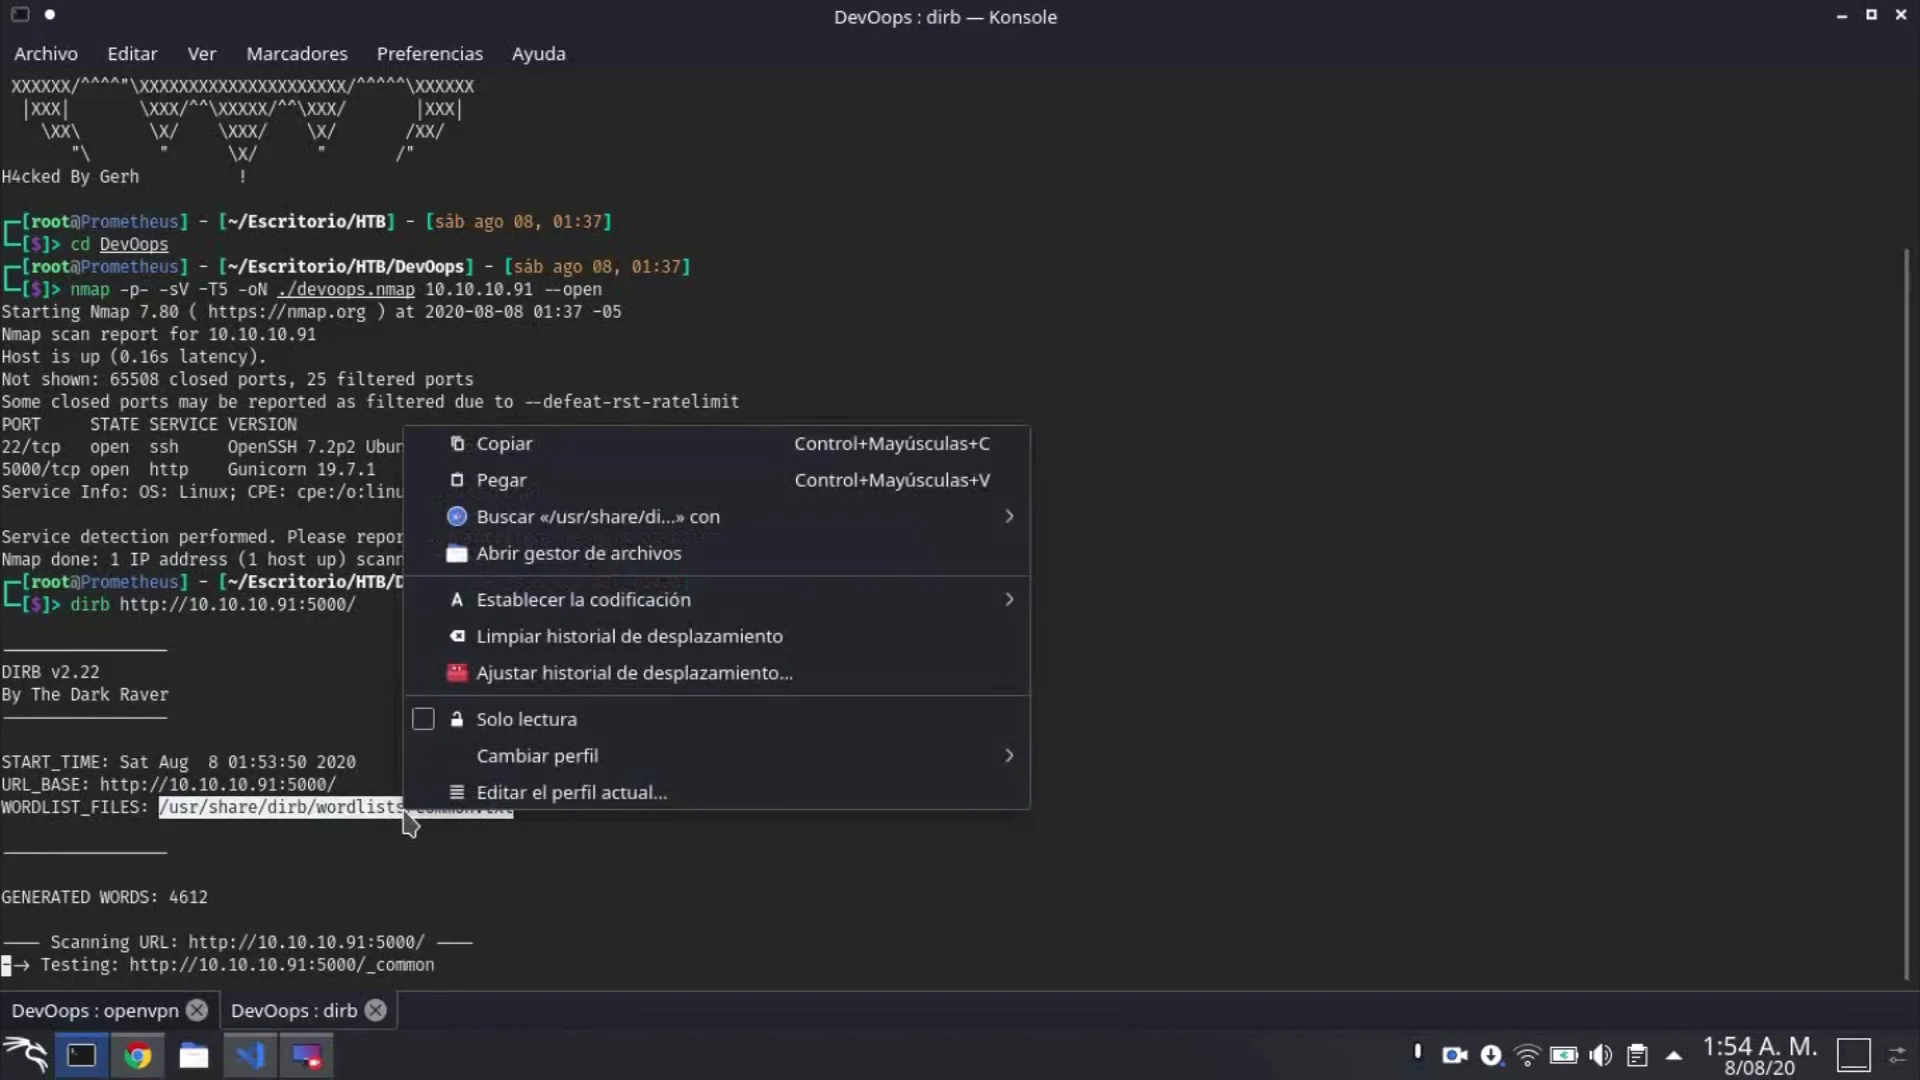 DevOops : dirb — Konsole
Archivo Editar Ver Marcadores Preferencias Ayuda
XXXXXX/^^^^"\XXXXXXXXXXXXXXXXXXXXX/^^^^^\XXXXXX
|XXX| \XXX/^^\XXXXX/^^\XXX/ |XXX|
\XX\ \X/ \XXX/ \X/ /XX/
"\ " \X/ " /"
H4cked By Gerh !
[root@Prometheus] - [~/Escritorio/HTB] - [sáb ago 08, 01:37]
[$]> cd DevOops
[root@Prometheus] - [~/Escritorio/HTB/DevOops] - [sáb ago 08, 01:37]
[$]> nmap -p- -sV -T5 -oN ./devoops.nmap 10.10.10.91 --open
Starting Nmap 7.80 ( https://nmap.org ) at 2020-08-08 01:37 -05
Nmap scan report for 10.10.10.91
Host is up (0.16s latency).
Not shown: 65508 closed ports, 25 filtered ports
Some closed ports may be reported as filtered due to --defeat-rst-ratelimit
PORT STATE SERVICE VERSION
22/tcp open ssh OpenSSH 7.2p2 Ubun
5000/tcp open http Gunicorn 19.7.1
Service Info: OS: Linux; CPE: cpe:/o:linu
Service detection performed. Please repor
Nmap done: 1 IP address (1 host up) scann
[root@Prometheus] - [~/Escritorio/HTB/D
[$]> dirb http://10.10.10.91:5000/
DIRB v2.22
By The Dark Raver
START_TIME: Sat Aug 8 01:53:50 2020
URL_BASE: http://10.10.10.91:5000/
WORDLIST_FILES: /usr/share/dirb/wordlists/common.txt
GENERATED WORDS: 4612
---- Scanning URL: http://10.10.10.91:5000/ ----
--> Testing: http://10.10.10.91:5000/_common
Copiar Control+Mayúsculas+C
Pegar Control+Mayúsculas+V
Buscar «/usr/share/di...» con
Abrir gestor de archivos
Establecer la codificación
Limpiar historial de desplazamiento
Ajustar historial de desplazamiento...
Solo lectura
Cambiar perfil
Editar el perfil actual...
DevOops : openvpn DevOops : dirb
1:54 A. M.
8/08/20